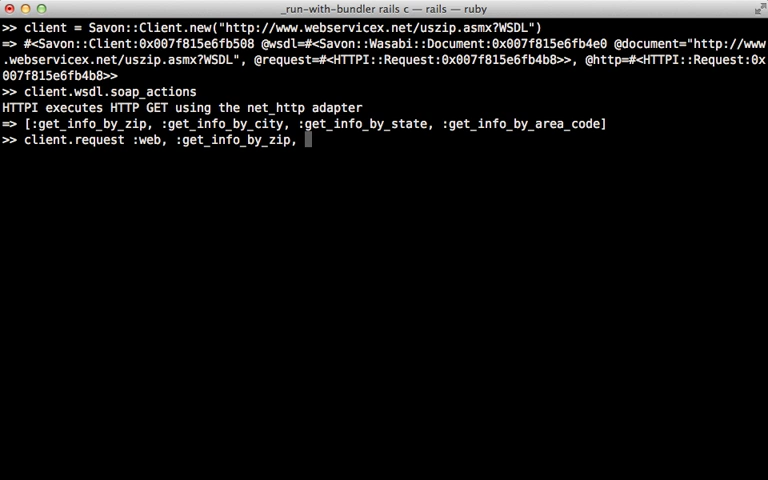 _run-with-bundler rails c — rails — ruby
>> client = Savon::Client.new("http://www.webservicex.net/uszip.asmx?WSDL")
=> #<Savon::Client:0x007f815e6fb508 @wsdl=#<Savon::Wasabi::Document:0x007f815e6fb4e0 @document="http://www
.webservicex.net/uszip.asmx?WSDL", @request=#<HTTPI::Request:0x007f815e6fb4b8>>, @http=#<HTTPI::Request:0x
007f815e6fb4b8>>
>> client.wsdl.soap_actions
HTTPI executes HTTP GET using the net_http adapter
=> [:get_info_by_zip, :get_info_by_city, :get_info_by_state, :get_info_by_area_code]
>> client.request :web, :get_info_by_zip,